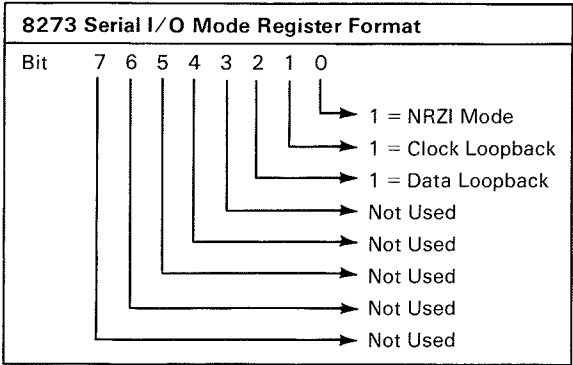 8273 Serial I/O Mode Register Format
Bit 7 6 5 4 3 2 1 0
1 = NRZI Mode
1 = Clock Loopback
1 = Data Loopback
Not Used
Not Used
Not Used
Not Used
Not Used